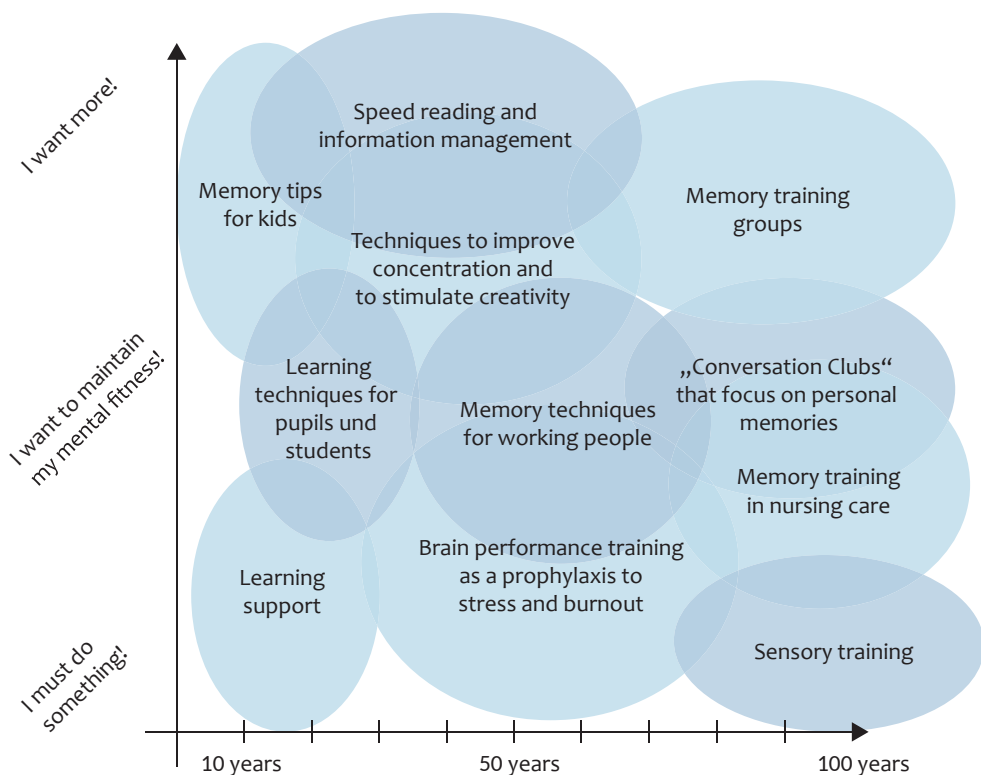 I want more!
I want to maintain
my mental fitness!
I must do
something!
Speed reading and
information management
Memory tips
for kids
Memory training
groups
Techniques to improve
concentration and
to stimulate creativity
Learning
techniques for
pupils und
students
Memory techniques
for working people
„Conversation Clubs“
that focus on personal
memories
Memory training
in nursing care
Learning
support
Brain performance training
as a prophylaxis to
stress and burnout
Sensory training
10 years
50 years
100 years